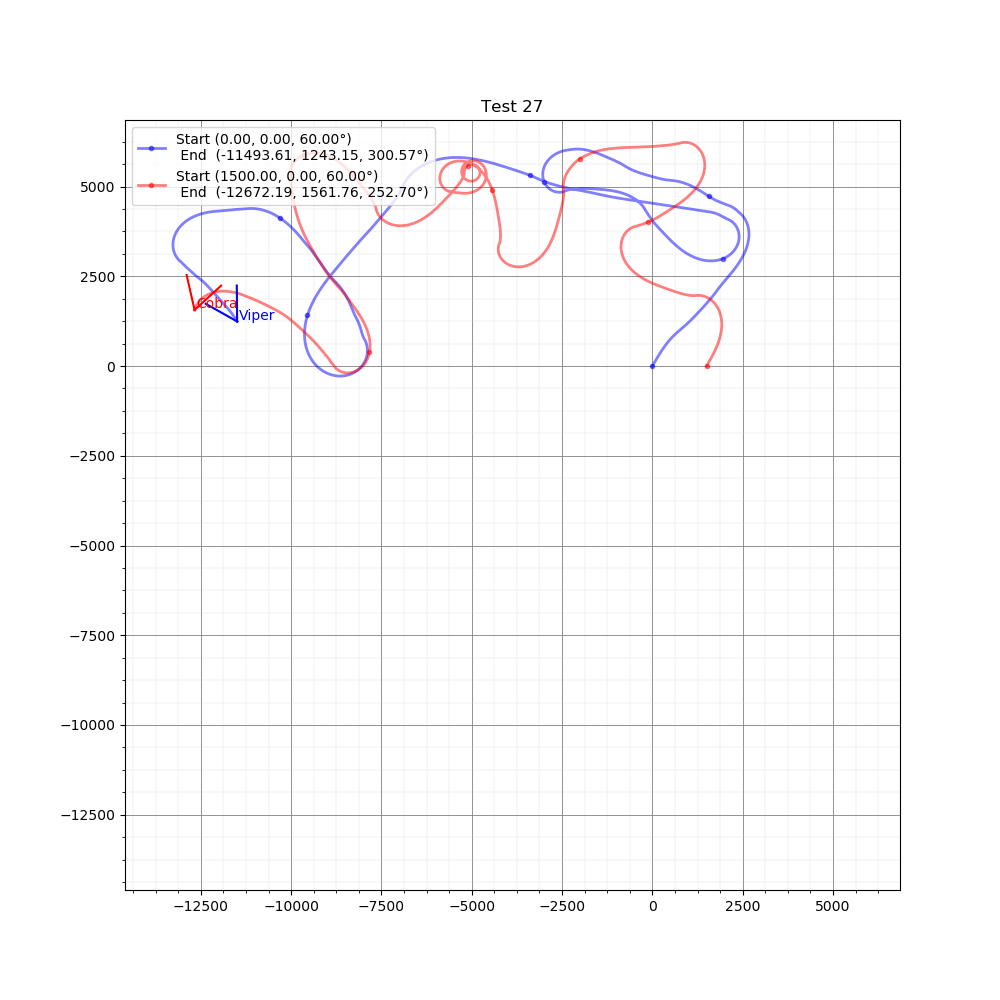 Test 27
Start (0.00, 0.00, 60.00°)
End (-11493.61, 1243.15, 300.57°)
Start (1500.00, 0.00, 60.00°)
End (-12672.19, 1561.76, 252.70°)
5000
2500
0
−2500
−5000
−7500
−10000
−12500
Cobra
Viper
−12500 −10000 −7500 −5000 −2500 0 2500 5000